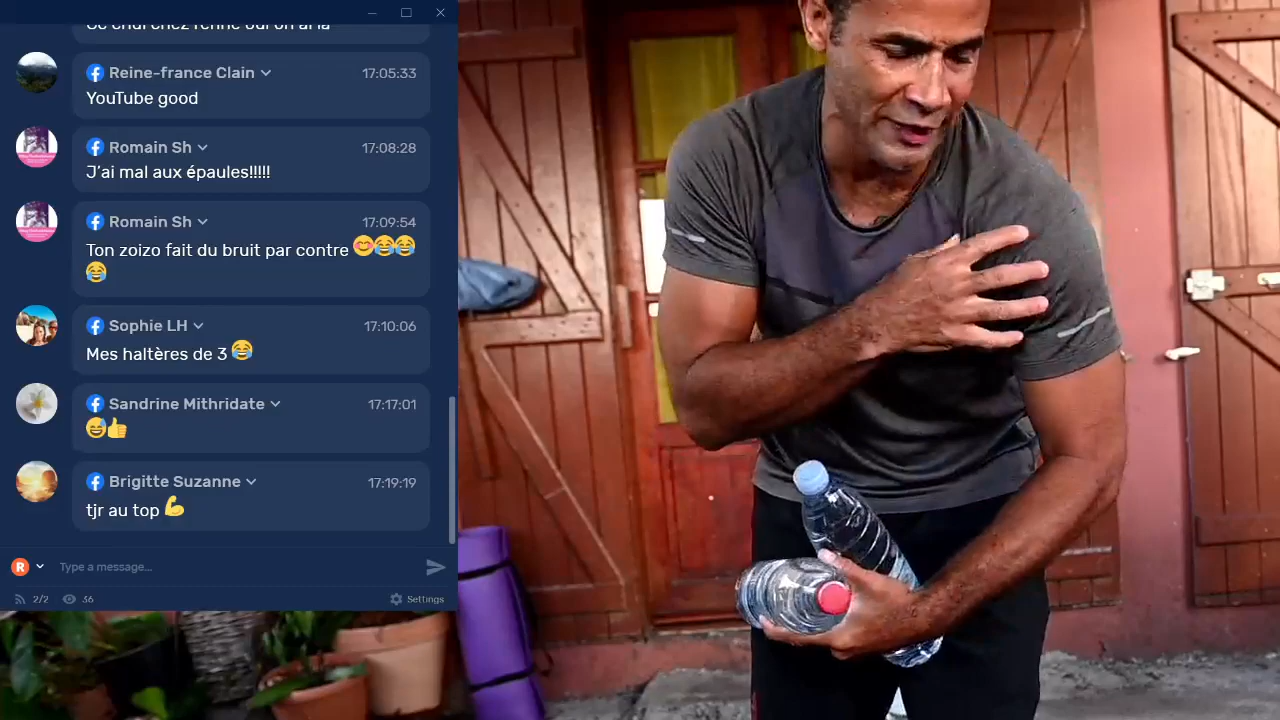 Reine-france Clain 17:05:33
YouTube good
Romain Sh 17:08:28
J'ai mal aux épaules!!!!!
Romain Sh 17:09:54
Ton zoizo fait du bruit par contre 😋😂😂
😂
Sophie LH 17:10:06
Mes haltères de 3 😂
Sandrine Mithridate 17:17:01
😅👍
Brigitte Suzanne 17:19:19
tjr au top 💪
R Type a message...
2/2 36 Settings